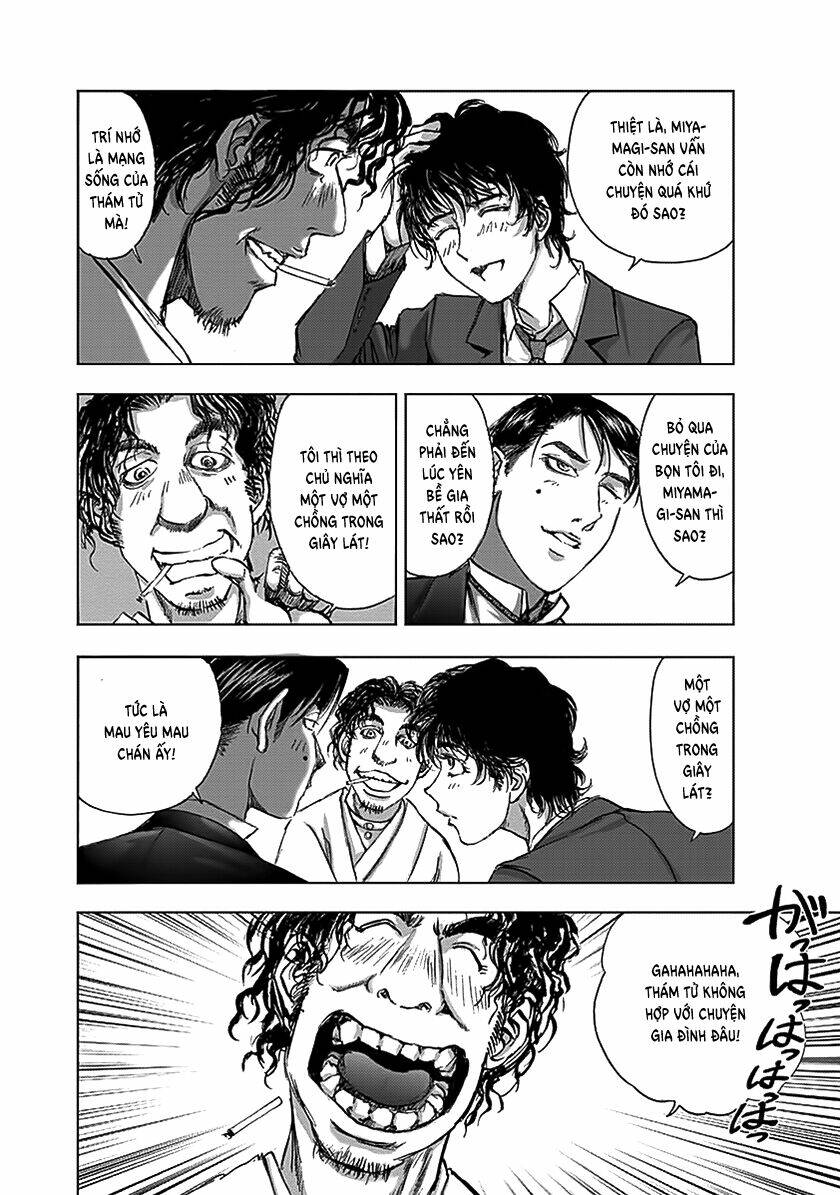 THIỆT LÀ, MIYA-
MAGI-SAN VẪN
CÒN NHỚ CÁI
CHUYỆN QUÁ KHỨ
ĐÓ SAO?
TRÍ NHỚ
LÀ MẠNG
SỐNG CỦA
THÁM TỬ
MÀ!
BỎ QUA
CHUYỆN CỦA
BỌN TÔI ĐI,
MIYAMA-
GI-SAN THÌ
SAO?
CHẲNG
PHẢI ĐẾN
LÚC YÊN
BỀ GIA
THẤT RỒI
SAO?
TÔI THÌ THEO
CHỦ NGHĨA
MỘT VỢ MỘT
CHỒNG TRONG
GIÂY LÁT!
MỘT
VỢ MỘT
CHỒNG
TRONG
GIÂY
LÁT?
TỨC LÀ
MAU YÊU MAU
CHÁN ẤY!
GAHAHAHAHA,
THÁM TỬ KHÔNG
HỢP VỚI CHUYỆN
GIA ĐÌNH ĐÂU!
がっはっはっはっはっ